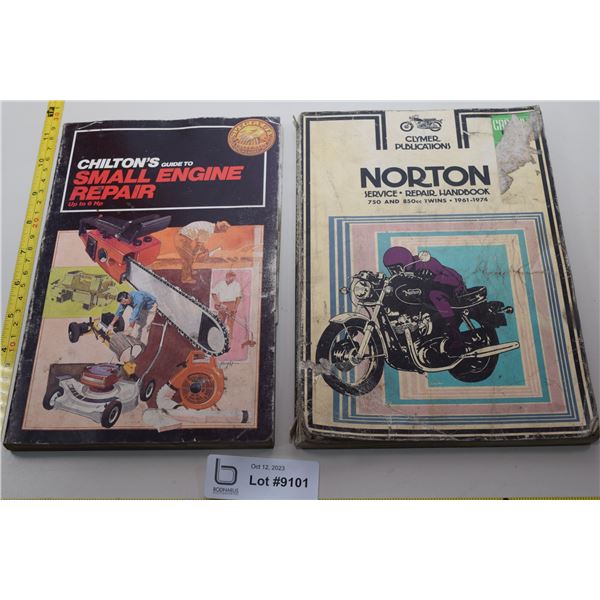 CHILTON'S GUIDE TO
SMALL ENGINE
REPAIR
Up to 6 Hp
CLYMER
PUBLICATIONS
NORTON
SERVICE • REPAIR HANDBOOK
750 AND 850cc TWINS • 1961-1974
Norton
b
BODNARUS
Oct 12, 2023
Lot #9101